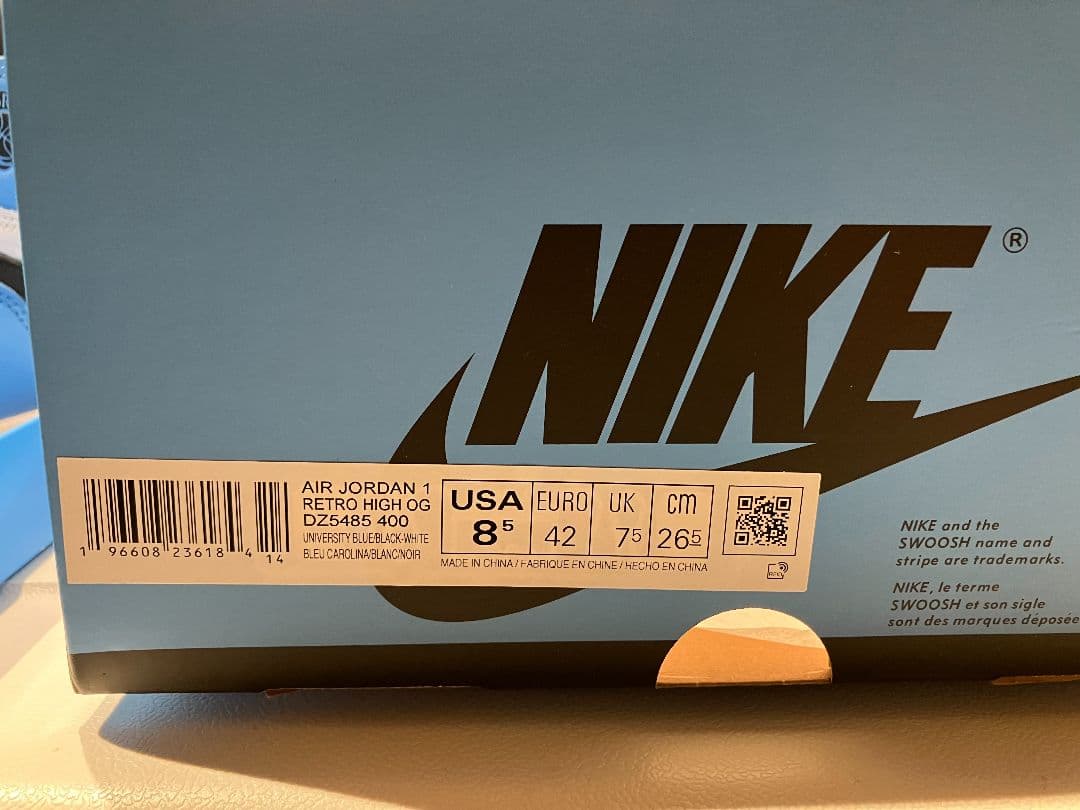 NIKE®
AIR JORDAN 1
RETRO HIGH OG
DZ5485 400
UNIVERSITY BLUE/BLACK-WHITE
BLEU CAROLINA/BLANC/NOIR
1 96608 23618 4 14
USA EURO UK cm
8⁵ 42 7⁵ 26⁵
MADE IN CHINA / FABRIQUE EN CHINE / HECHO EN CHINA
RFID
NIKE and the
SWOOSH name and
stripe are trademarks.
NIKE, le terme
SWOOSH et son sigle
sont des marques déposée